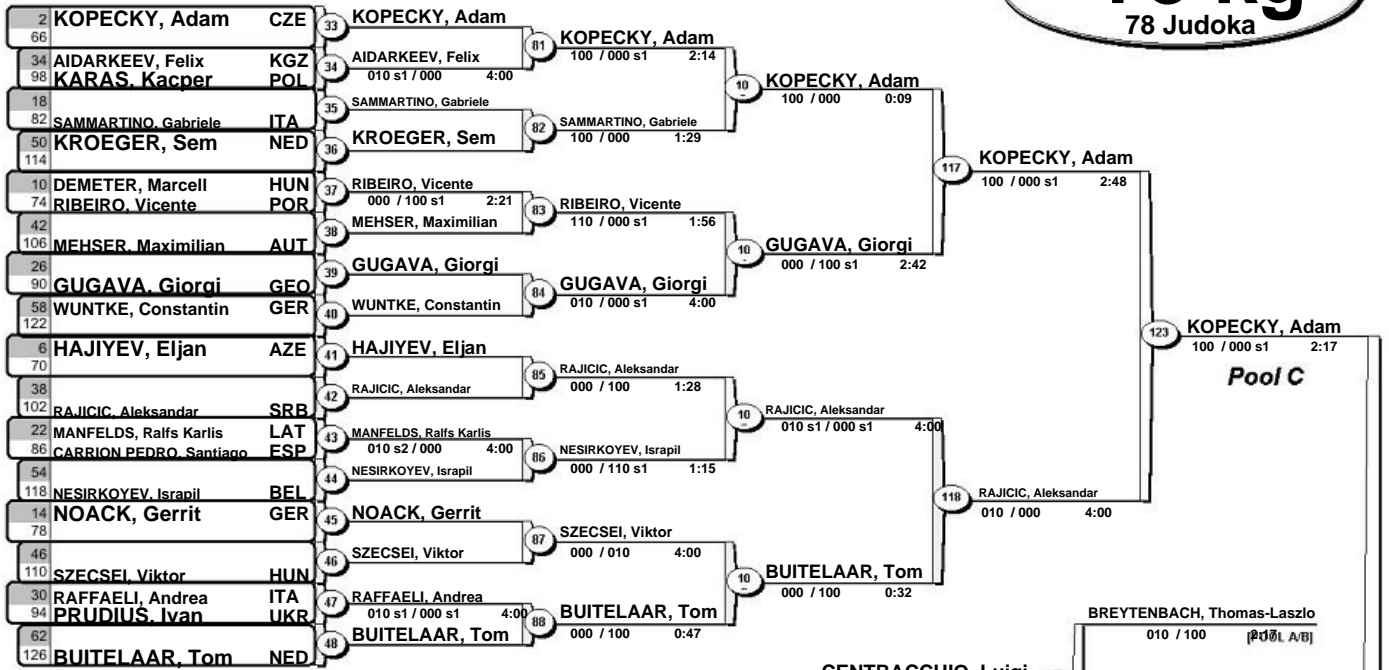 78 Judoka
2 KOPECKY, Adam CZE
66
34 AIDARKEEV, Felix KGZ
98 KARAS, Kacper POL
18
82 SAMMARTINO, Gabriele ITA
50 KROEGER, Sem NED
114
10 DEMETER, Marcell HUN
74 RIBEIRO, Vicente POR
42
106 MEHSER, Maximilian AUT
26
90 GUGAVA, Giorgi GEO
58 WUNTKE, Constantin GER
122
6 HAJIYEV, Eljan AZE
70
38
102 RAJICIC, Aleksandar SRB
22 MANFELDS, Ralfs Karlis LAT
86 CARRION PEDRO, Santiago ESP
54
118 NESIRKOYEV, Israpil BEL
14 NOACK, Gerrit GER
78
46
110 SZECSEI, Viktor HUN
30 RAFFAELI, Andrea ITA
94 PRUDIUS, Ivan UKR
62
126 BUITELAAR, Tom NED
33 KOPECKY, Adam
34 AIDARKEEV, Felix
010 s1 / 000 4:00
35 SAMMARTINO, Gabriele
36 KROEGER, Sem
37 RIBEIRO, Vicente
000 / 100 s1 2:21
38 MEHSER, Maximilian
39 GUGAVA, Giorgi
40 WUNTKE, Constantin
41 HAJIYEV, Eljan
42 RAJICIC, Aleksandar
43 MANFELDS, Ralfs Karlis
010 s2 / 000 4:00
44 NESIRKOYEV, Israpil
45 NOACK, Gerrit
46 SZECSEI, Viktor
47 RAFFAELI, Andrea
010 s1 / 000 s1 4:00
48 BUITELAAR, Tom
81 KOPECKY, Adam
100 / 000 s1 2:14
82 SAMMARTINO, Gabriele
100 / 000 1:29
83 RIBEIRO, Vicente
110 / 000 s1 1:56
84 GUGAVA, Giorgi
010 / 000 s1 4:00
85 RAJICIC, Aleksandar
000 / 100 1:28
86 NESIRKOYEV, Israpil
000 / 110 s1 1:15
87 SZECSEI, Viktor
000 / 010 4:00
88 BUITELAAR, Tom
000 / 100 0:47
10 KOPECKY, Adam
100 / 000 0:09
10 GUGAVA, Giorgi
000 / 100 s1 2:42
10 RAJICIC, Aleksandar
010 s1 / 000 s1 4:00
10 BUITELAAR, Tom
000 / 100 0:32
117 KOPECKY, Adam
100 / 000 s1 2:48
118 RAJICIC, Aleksandar
010 / 000 4:00
123 KOPECKY, Adam
100 / 000 s1 2:17
Pool C
BREYTENBACH, Thomas-Laszlo
010 / 100 2:17
[POOL A/B]